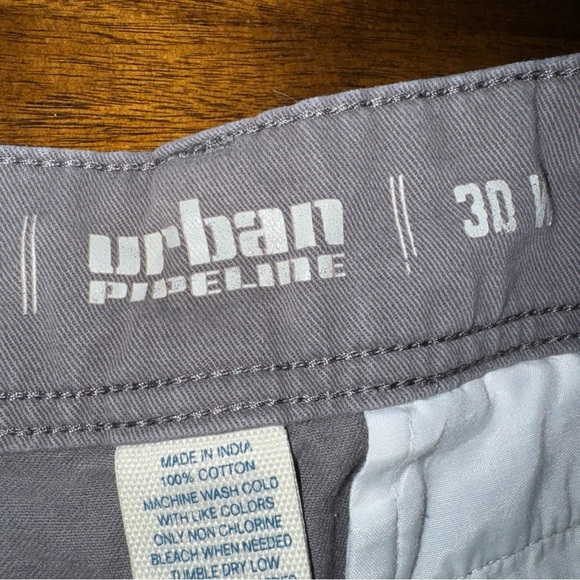 urban
PIPELINE
30 W
MADE IN INDIA
100% COTTON
MACHINE WASH COLD
WITH LIKE COLORS
ONLY NON CHLORINE
BLEACH WHEN NEEDED
TUMBLE DRY LOW